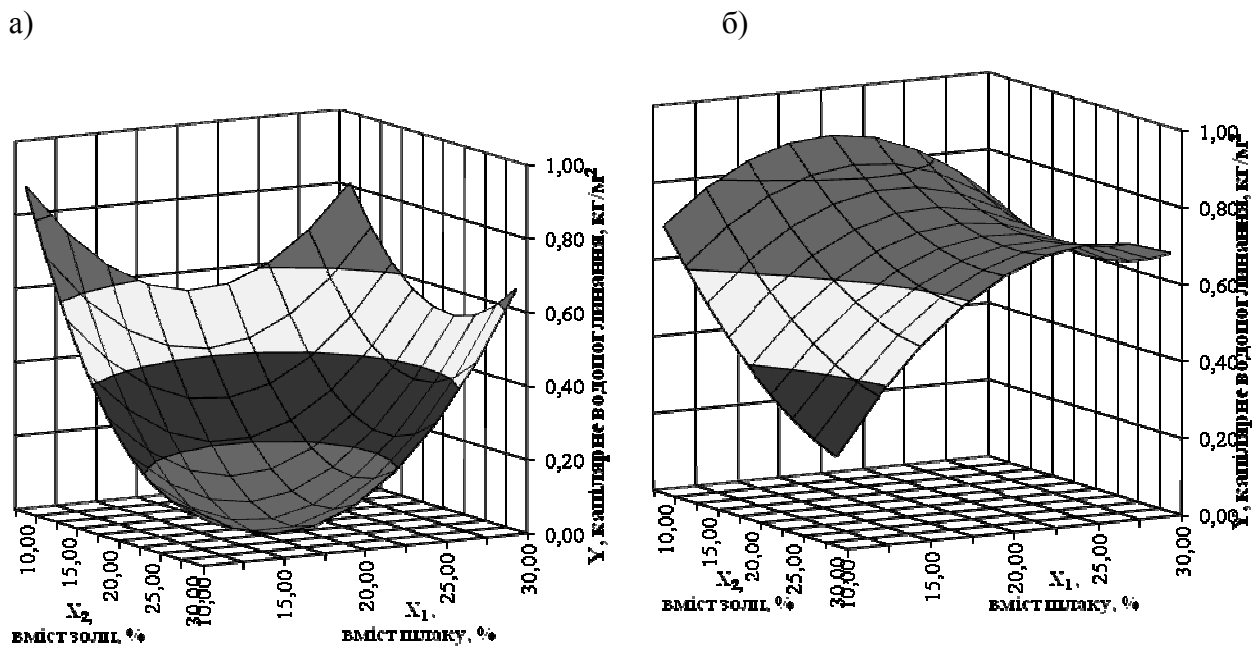 а)
б)
1,00
0,80
0,60
0,40
0,20
0,00
Y, капілярне водопоглинання, кг/м²
10,00
15,00
20,00
25,00
30,00
X₂,
вміст золи, %
10,00
15,00
20,00
25,00
30,00
X₁,
вміст шлаку, %
1,00
0,80
0,60
0,40
0,20
0,00
Y, капілярне водопоглинання, кг/м²
10,00
15,00
20,00
25,00
30,00
X₂,
вміст золи, %
10,00
15,00
20,00
25,00
30,00
X₁,
вміст шлаку, %